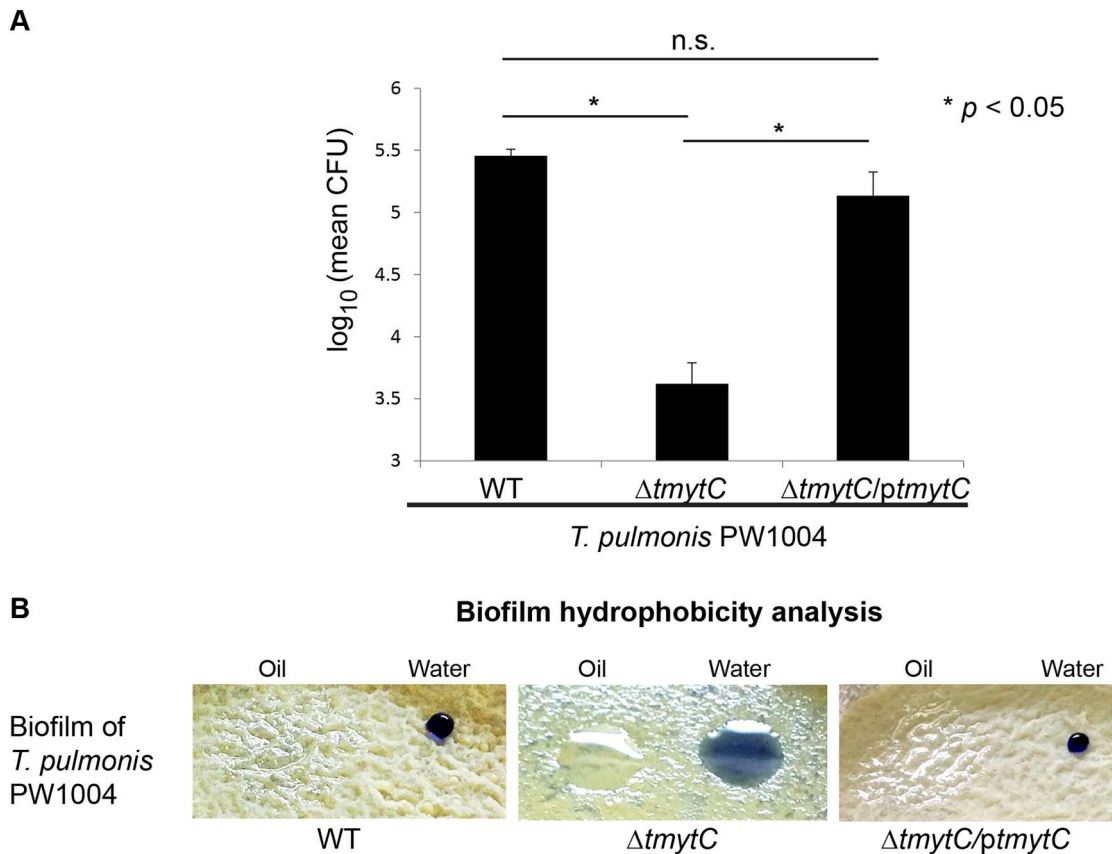 A
n.s.
*
*
* p < 0.05
log10 (mean CFU)
6
5.5
5
4.5
4
3.5
3
WT
ΔtmytC
ΔtmytC/ptmytC
T. pulmonis PW1004
B
Biofilm hydrophobicity analysis
Oil
Water
Oil
Water
Oil
Water
Biofilm of
T. pulmonis
PW1004
WT
ΔtmytC
ΔtmytC/ptmytC